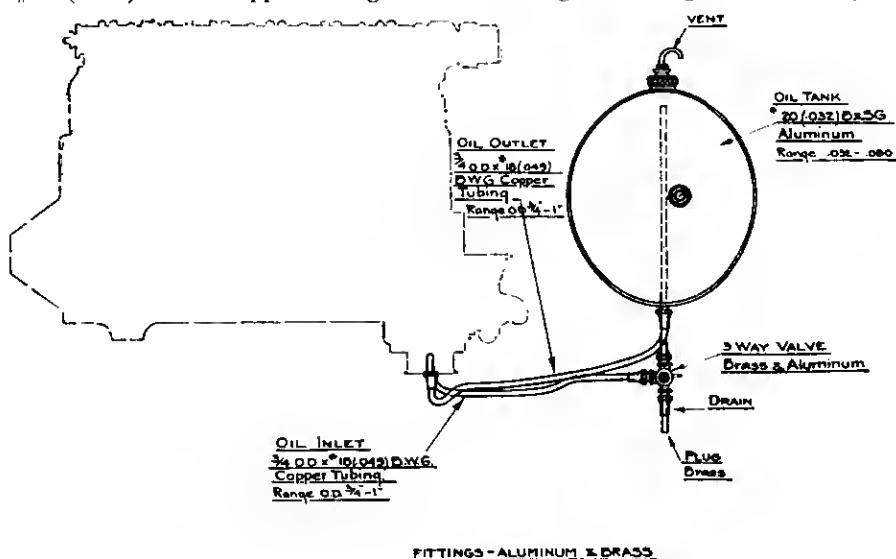 VENT
OIL TANK
# 20 (.032) B & S G
Aluminum
Range .032 - .080
OIL OUTLET
3/4 O.D. x # 18 (.049)
B.W.G. Copper
Tubing
Range O.D. 3/4" - 1"
3 WAY VALVE
Brass & Aluminum
DRAIN
PLUG
Brass
OIL INLET
3/4 O.D. x # 18 (.049) B.W.G.
Copper Tubing.
Range O.D. 3/4" - 1"
FITTINGS - ALUMINUM & BRASS